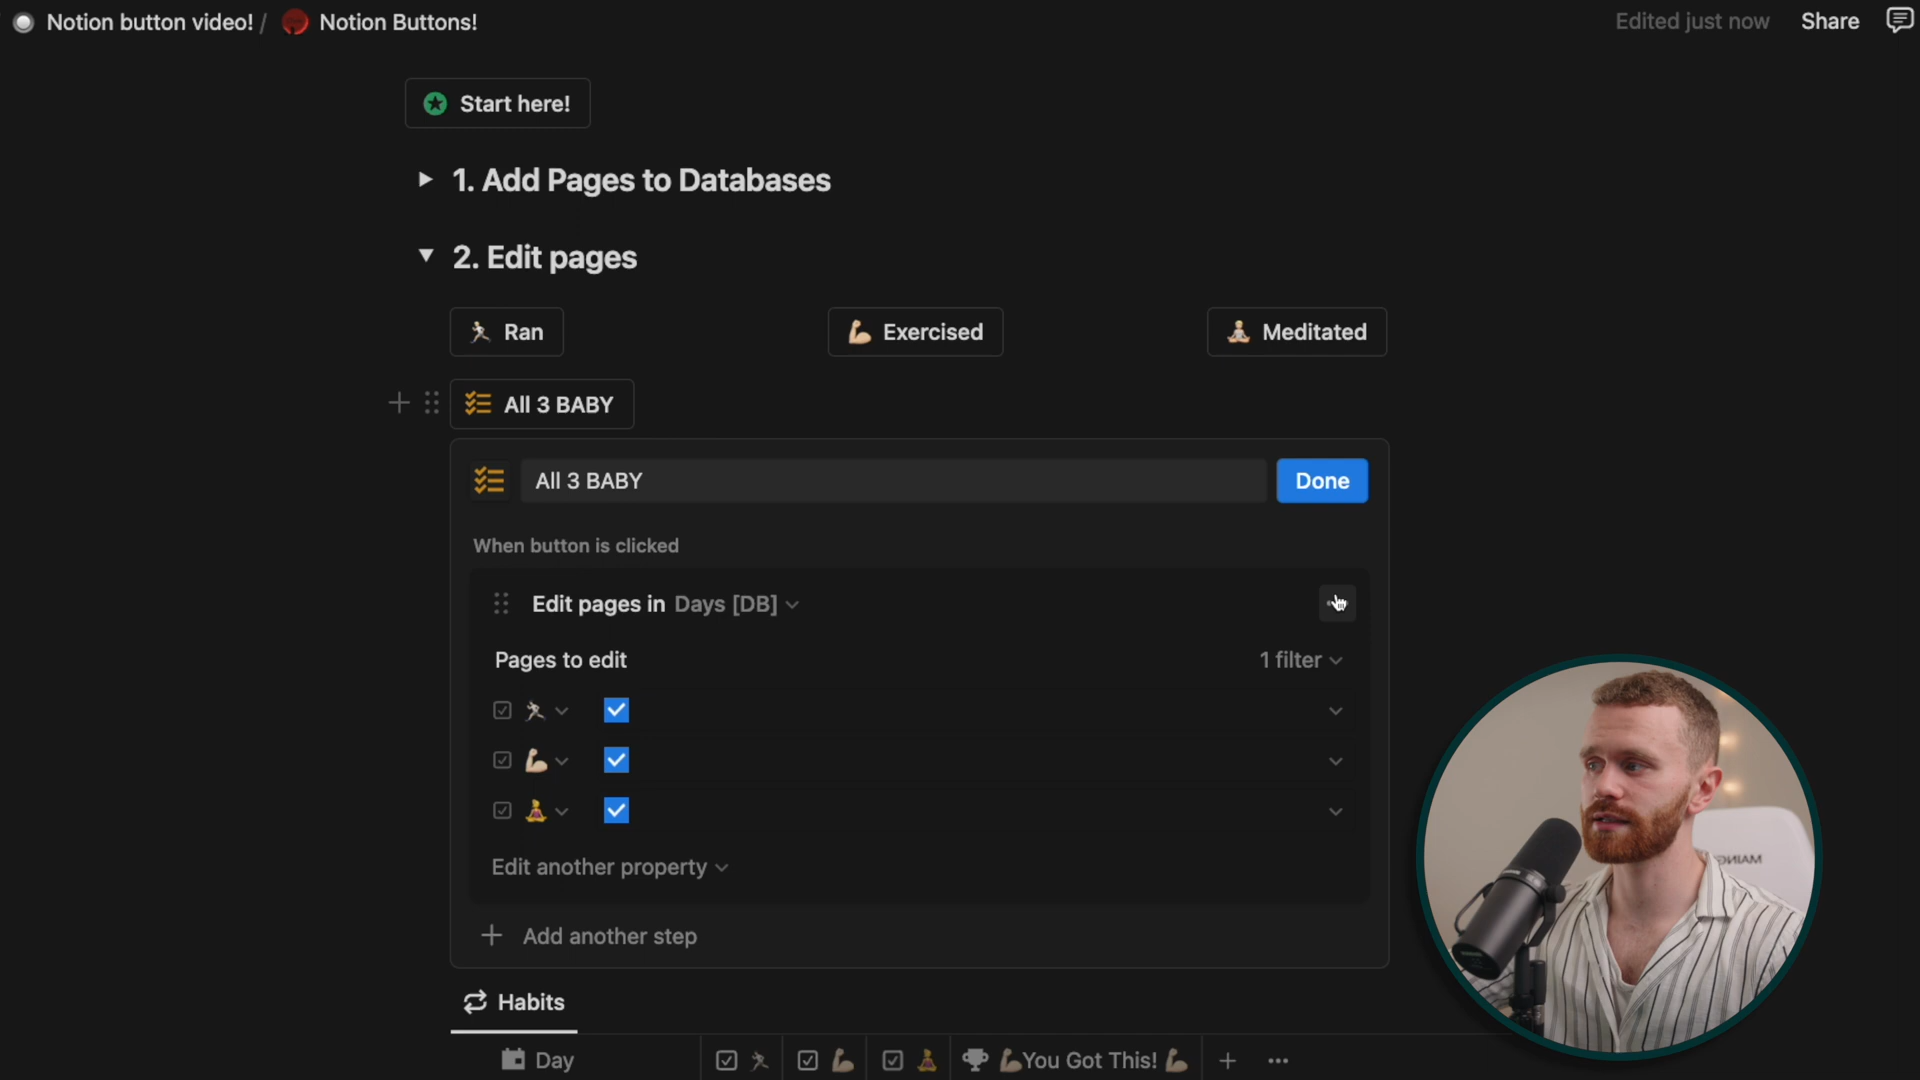 Notion button video! / Notion Buttons!
Edited just now
Share
Start here!
1. Add Pages to Databases
2. Edit pages
Ran
Exercised
Meditated
All 3 BABY
All 3 BABY
Done
When button is clicked
Edit pages in Days [DB]
Pages to edit
1 filter
Edit another property
Add another step
Habits
Day
You Got This!